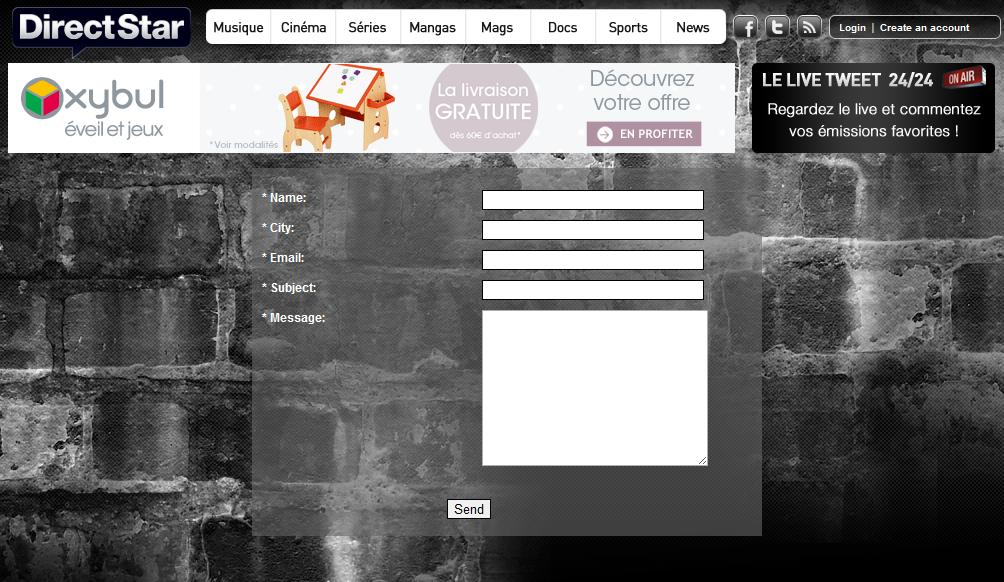 DirectStar
Musique Cinéma Séries Mangas Mags Docs Sports News
f t
Login | Create an account
Oxybul
éveil et jeux
*Voir modalités
La livraison
GRATUITE
dès 60€ d'achat*
Découvrez
votre offre
EN PROFITER
LE LIVE TWEET 24/24 ON AIR
Regardez le live et commentez
vos émissions favorites !
* Name:
* City:
* Email:
* Subject:
* Message:
Send